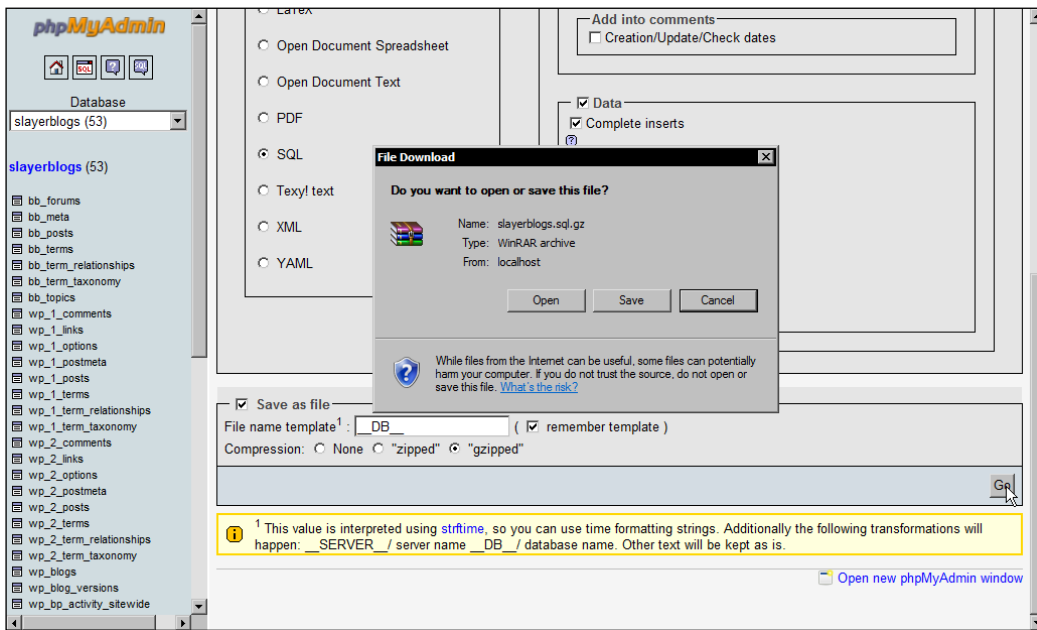 phpMyAdmin
SQL
SQL
Database
slayerblogs (53)
slayerblogs (53)
bb_forums
bb_meta
bb_posts
bb_terms
bb_term_relationships
bb_term_taxonomy
bb_topics
wp_1_comments
wp_1_links
wp_1_options
wp_1_postmeta
wp_1_posts
wp_1_terms
wp_1_term_relationships
wp_1_term_taxonomy
wp_2_comments
wp_2_links
wp_2_options
wp_2_postmeta
wp_2_posts
wp_2_terms
wp_2_term_relationships
wp_2_term_taxonomy
wp_blogs
wp_blog_versions
wp_bp_activity_sitewide
LaTeX
Open Document Spreadsheet
Open Document Text
PDF
SQL
Texy! text
XML
YAML
Add into comments
Creation/Update/Check dates
Data
Complete inserts
File Download
Do you want to open or save this file?
Name: slayerblogs.sql.gz
Type: WinRAR archive
From: localhost
Open Save Cancel
While files from the Internet can be useful, some files can potentially
harm your computer. If you do not trust the source, do not open or
save this file. What's the risk?
Save as file
File name template1 : __DB__ ( remember template )
Compression: None "zipped" "gzipped"
Go
1 This value is interpreted using strftime, so you can use time formatting strings. Additionally the following transformations will
happen: __SERVER__/ server name __DB__/ database name. Other text will be kept as is.
Open new phpMyAdmin window